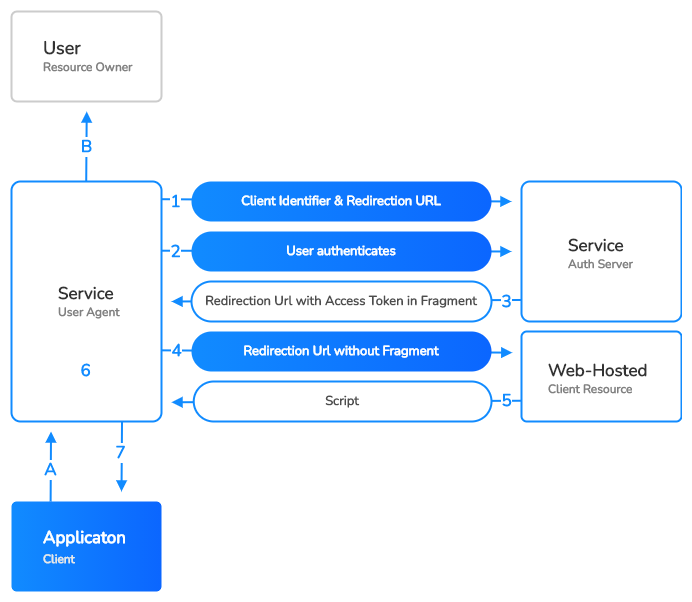 User
Resource Owner
B
1
Client Identifier & Redirection URL
2
User authenticates
Service
Auth Server
Service
User Agent
Redirection Url with Access Token in Fragment
3
4
Redirection Url without Fragment
6
Web-Hosted
Client Resource
Script
5
7
A
Applicaton
Client